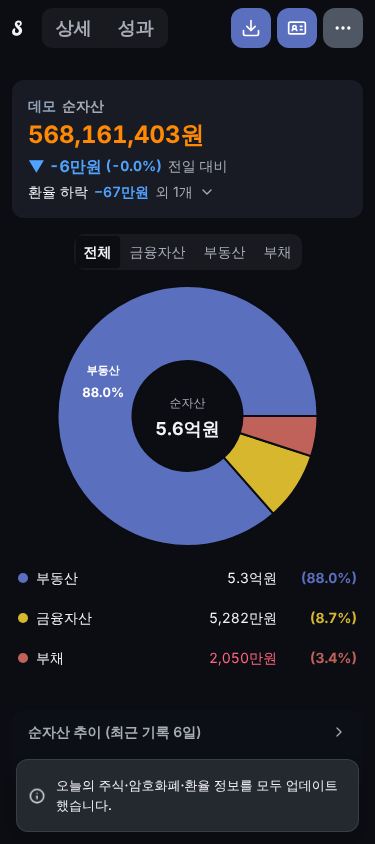 상세 성과
데모 순자산
568,161,403원
▼ -6만원 (-0.0%) 전일 대비
환율 하락 -67만원 외 1개
전체 금융자산 부동산 부채
부동산
88.0%
순자산
5.6억원
부동산 5.3억원 (88.0%)
금융자산 5,282만원 (8.7%)
부채 2,050만원 (3.4%)
순자산 추이 (최근 기록 6일)
오늘의 주식·암호화폐·환율 정보를 모두 업데이트
했습니다.